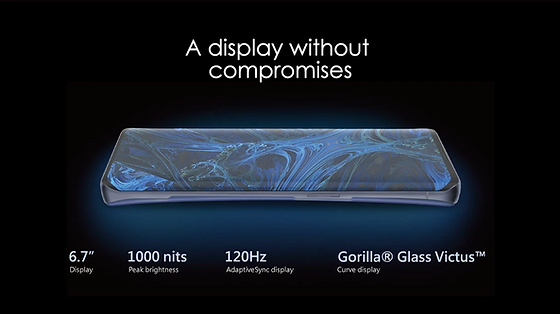 A display without
compromises
6.7” 1000 nits 120Hz Gorilla® Glass Victus™
Display Peak brightness AdaptiveSync display Curve display